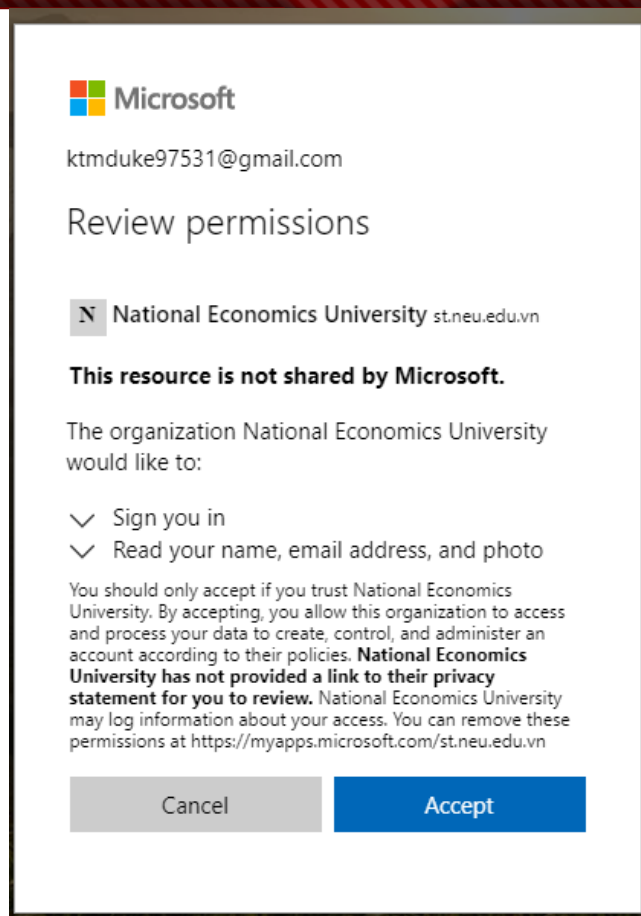 Microsoft
ktmduke97531@gmail.com
Review permissions
N National Economics University st.neu.edu.vn
This resource is not shared by Microsoft.
The organization National Economics University
would like to:
Sign you in
Read your name, email address, and photo
You should only accept if you trust National Economics
University. By accepting, you allow this organization to access
and process your data to create, control, and administer an
account according to their policies. National Economics
University has not provided a link to their privacy
statement for you to review. National Economics University
may log information about your access. You can remove these
permissions at https://myapps.microsoft.com/st.neu.edu.vn
Cancel Accept